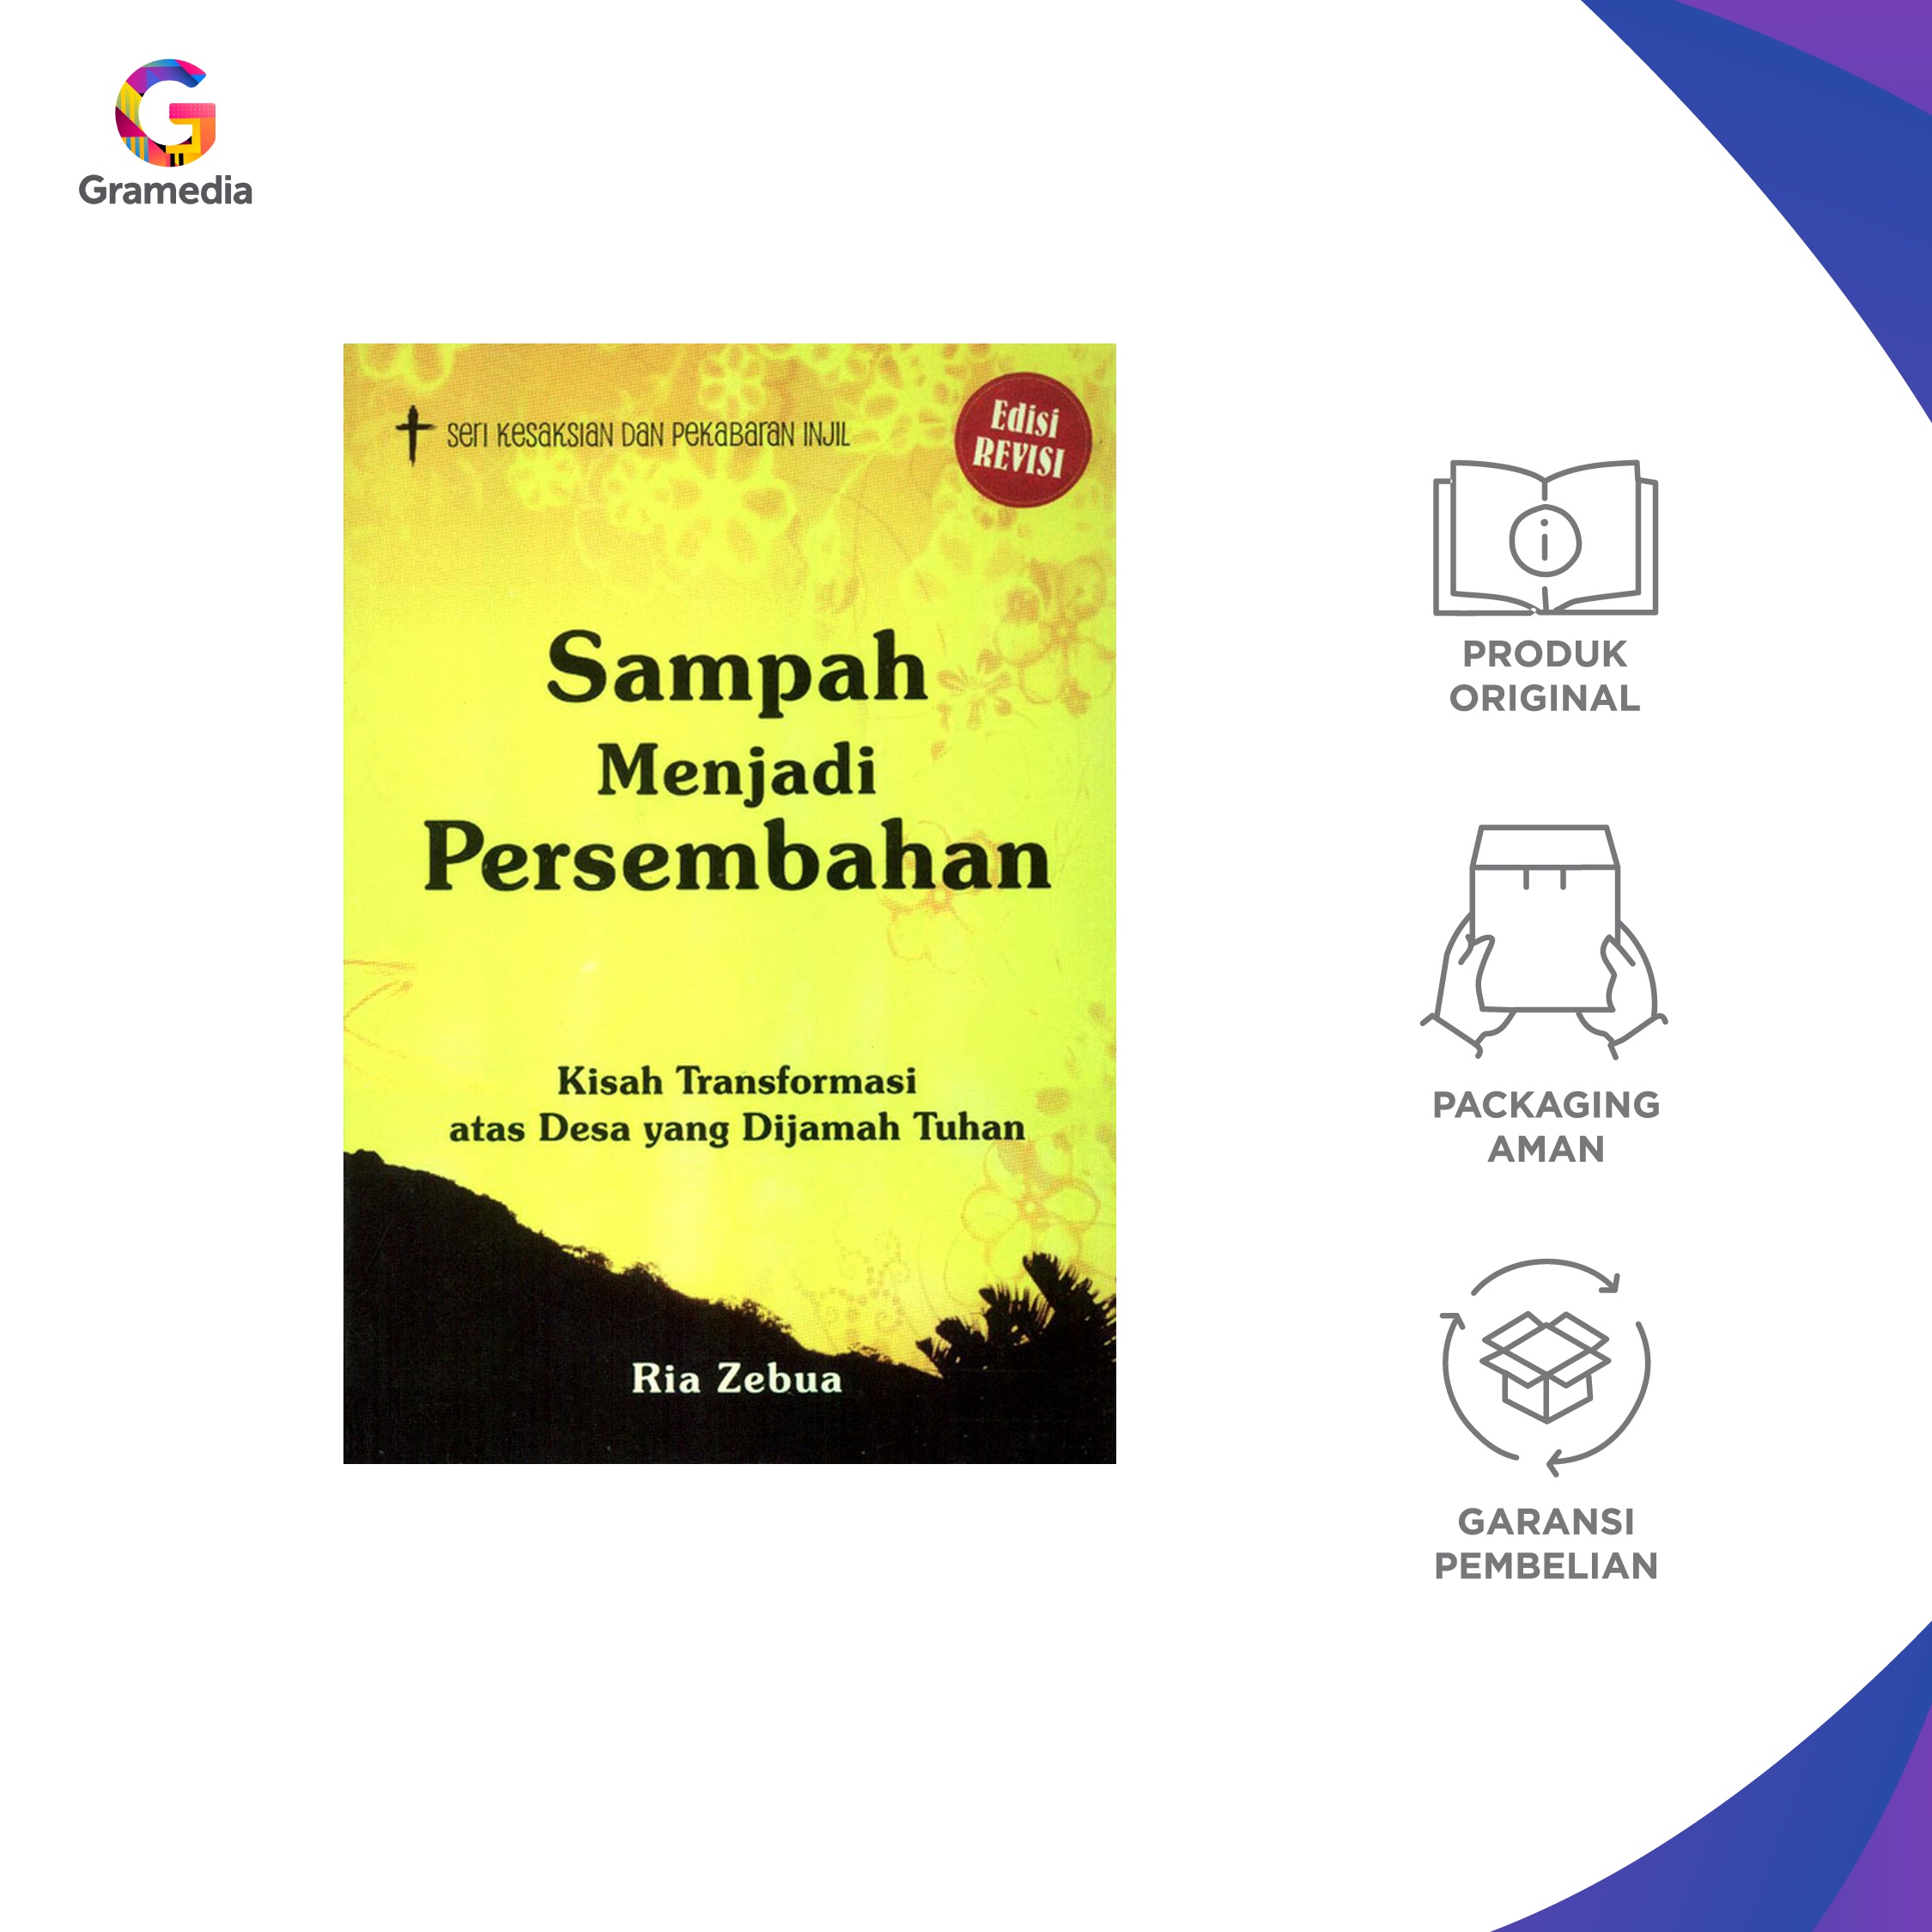 Gramedia
Seri Kesaksian dan Pekabaran Injil
Edisi
REVISI
Sampah
Menjadi
Persembahan
Kisah Transformasi
atas Desa yang Dijamah Tuhan
Ria Zebua
PRODUK
ORIGINAL
PACKAGING
AMAN
GARANSI
PEMBELIAN